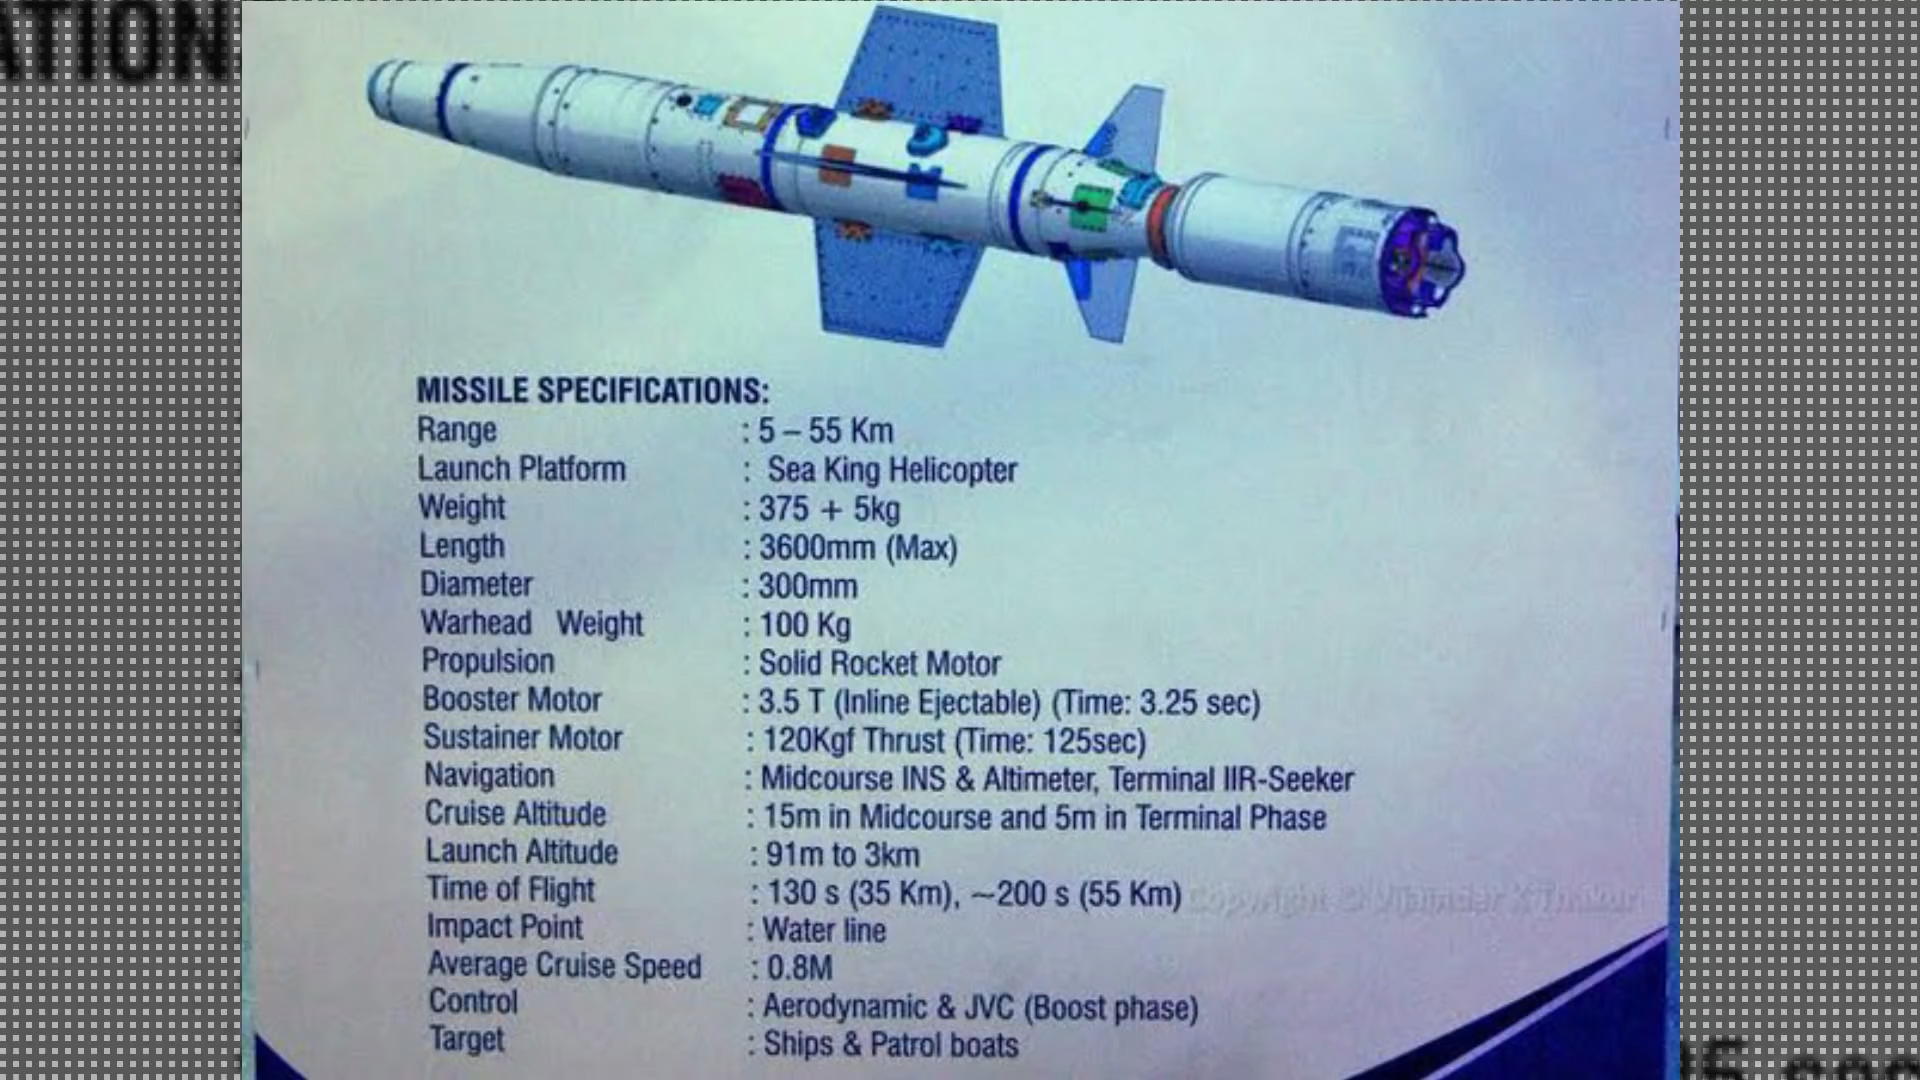 ATION
MISSILE SPECIFICATIONS:
Range : 5 – 55 Km
Launch Platform : Sea King Helicopter
Weight : 375 + 5kg
Length : 3600mm (Max)
Diameter : 300mm
Warhead Weight : 100 Kg
Propulsion : Solid Rocket Motor
Booster Motor : 3.5 T (Inline Ejectable) (Time: 3.25 sec)
Sustainer Motor : 120Kgf Thrust (Time: 125sec)
Navigation : Midcourse INS & Altimeter, Terminal IIR-Seeker
Cruise Altitude : 15m in Midcourse and 5m in Terminal Phase
Launch Altitude : 91m to 3km
Time of Flight : 130 s (35 Km), ~200 s (55 Km)
Copyright ©
Impact Point : Water line
Average Cruise Speed : 0.8M
Control : Aerodynamic & JVC (Boost phase)
Target : Ships & Patrol boats